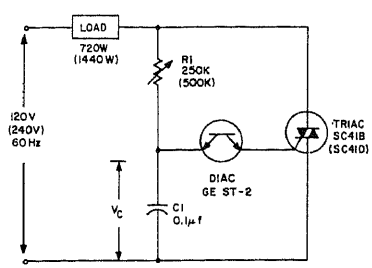 LOAD
720W
(1440W)
R1
250K
(500K)
120V
(240V)
60Hz
TRIAC
SC41B
(SC41D)
DIAC
GE ST-2
VC
C1
0.1μf